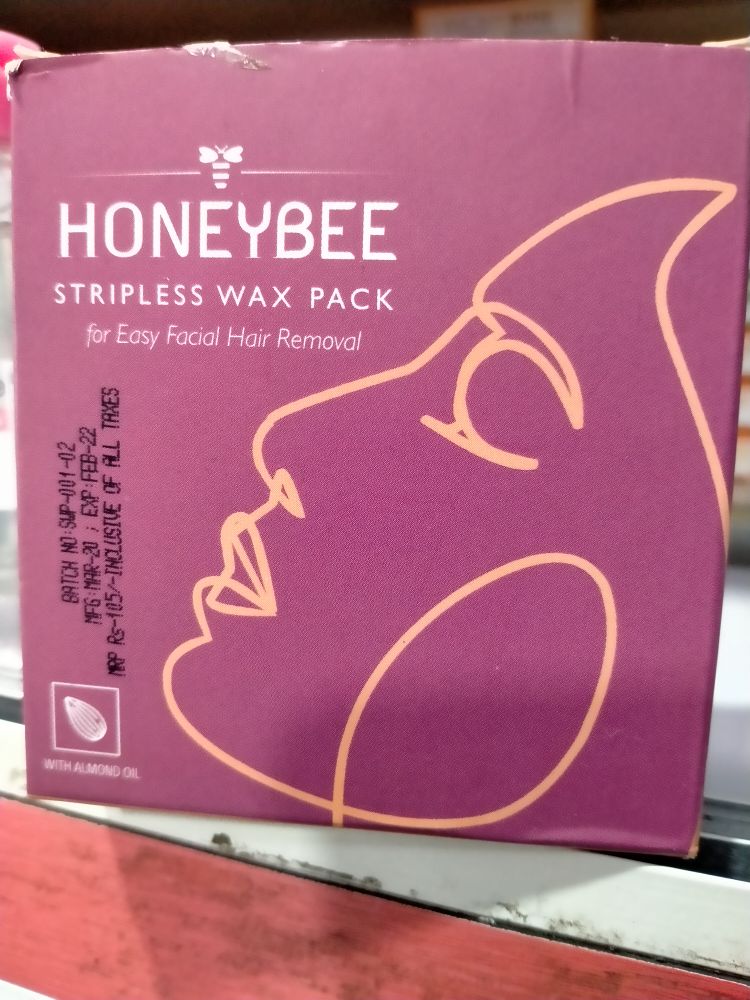 HONEYBEE
STRIPLESS WAX PACK
for Easy Facial Hair Removal
BATCH NO:SWP-001-02
MFG:MAR-20 ; EXP:FEB-22
MRP Rs-105/-INCLUSIVE OF ALL TAXES
WITH ALMOND OIL